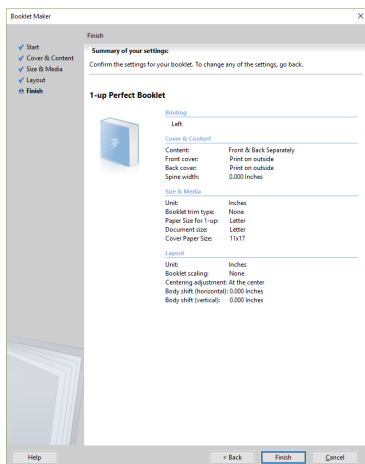 Booklet Maker
Finish
Start
Cover & Content
Size & Media
Layout
Finish
Summary of your settings:
Confirm the settings for your booklet. To change any of the settings, go back.
1-up Perfect Booklet
Binding
Left
Cover & Content
Content: Front & Back Separately
Front cover: Print on outside
Back cover: Print on outside
Spine width: 0.000 Inches
Size & Media
Unit: Inches
Booklet trim type: None
Paper Size for 1-up: Letter
Document size: Letter
Cover Paper Size: 11x17
Layout
Unit: Inches
Booklet scaling: None
Centering adjustment: At the center
Body shift (horizontal): 0.000 Inches
Body shift (vertical): 0.000 Inches
Help < Back Finish Cancel